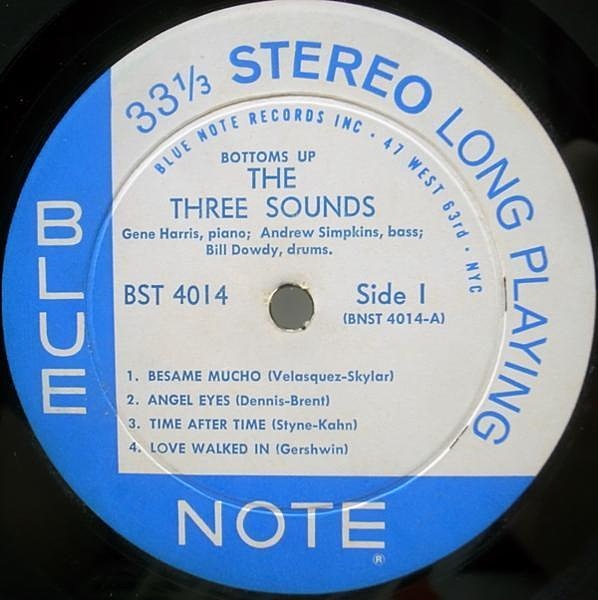 33⅓ STEREO LONG PLAYING
BLUE NOTE RECORDS INC · 47 WEST 63rd · NYC
BOTTOMS UP
THE
THREE SOUNDS
Gene Harris, piano; Andrew Simpkins, bass;
Bill Dowdy, drums.
BST 4014
Side 1
(BNST 4014-A)
1. BESAME MUCHO (Velasquez-Skylar)
2. ANGEL EYES (Dennis-Brent)
3. TIME AFTER TIME (Styne-Kahn)
4. LOVE WALKED IN (Gershwin)
BLUE
NOTE
®